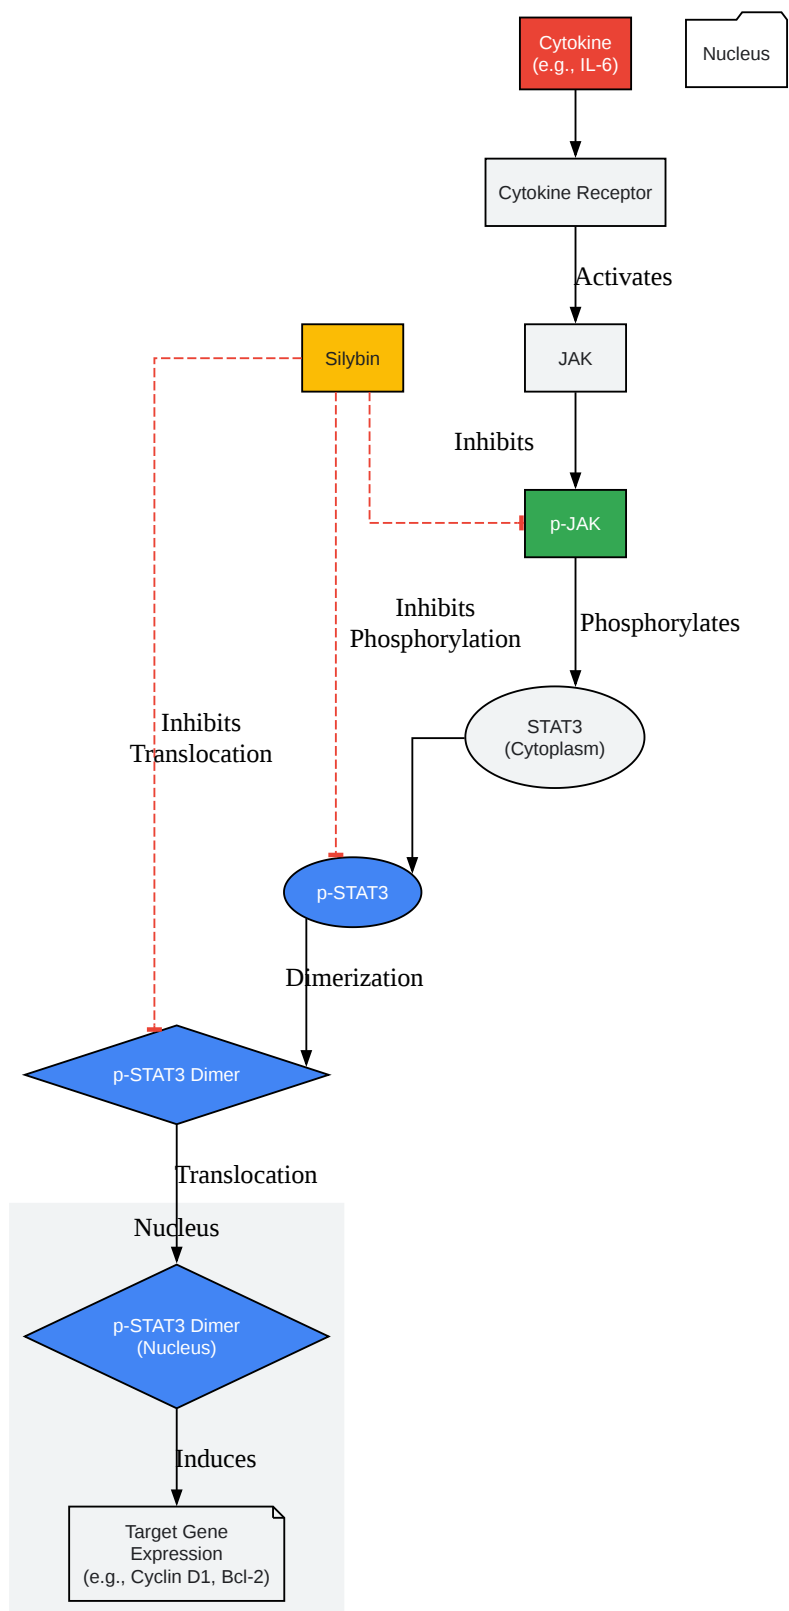 Cytokine
(e.g., IL-6)
Nucleus
Cytokine Receptor
Activates
Silybin
JAK
Inhibits
p-JAK
Inhibits
Phosphorylation
Phosphorylates
Inhibits
Translocation
STAT3
(Cytoplasm)
p-STAT3
Dimerization
p-STAT3 Dimer
Translocation
Nucleus
p-STAT3 Dimer
(Nucleus)
Induces
Target Gene
Expression
(e.g., Cyclin D1, Bcl-2)